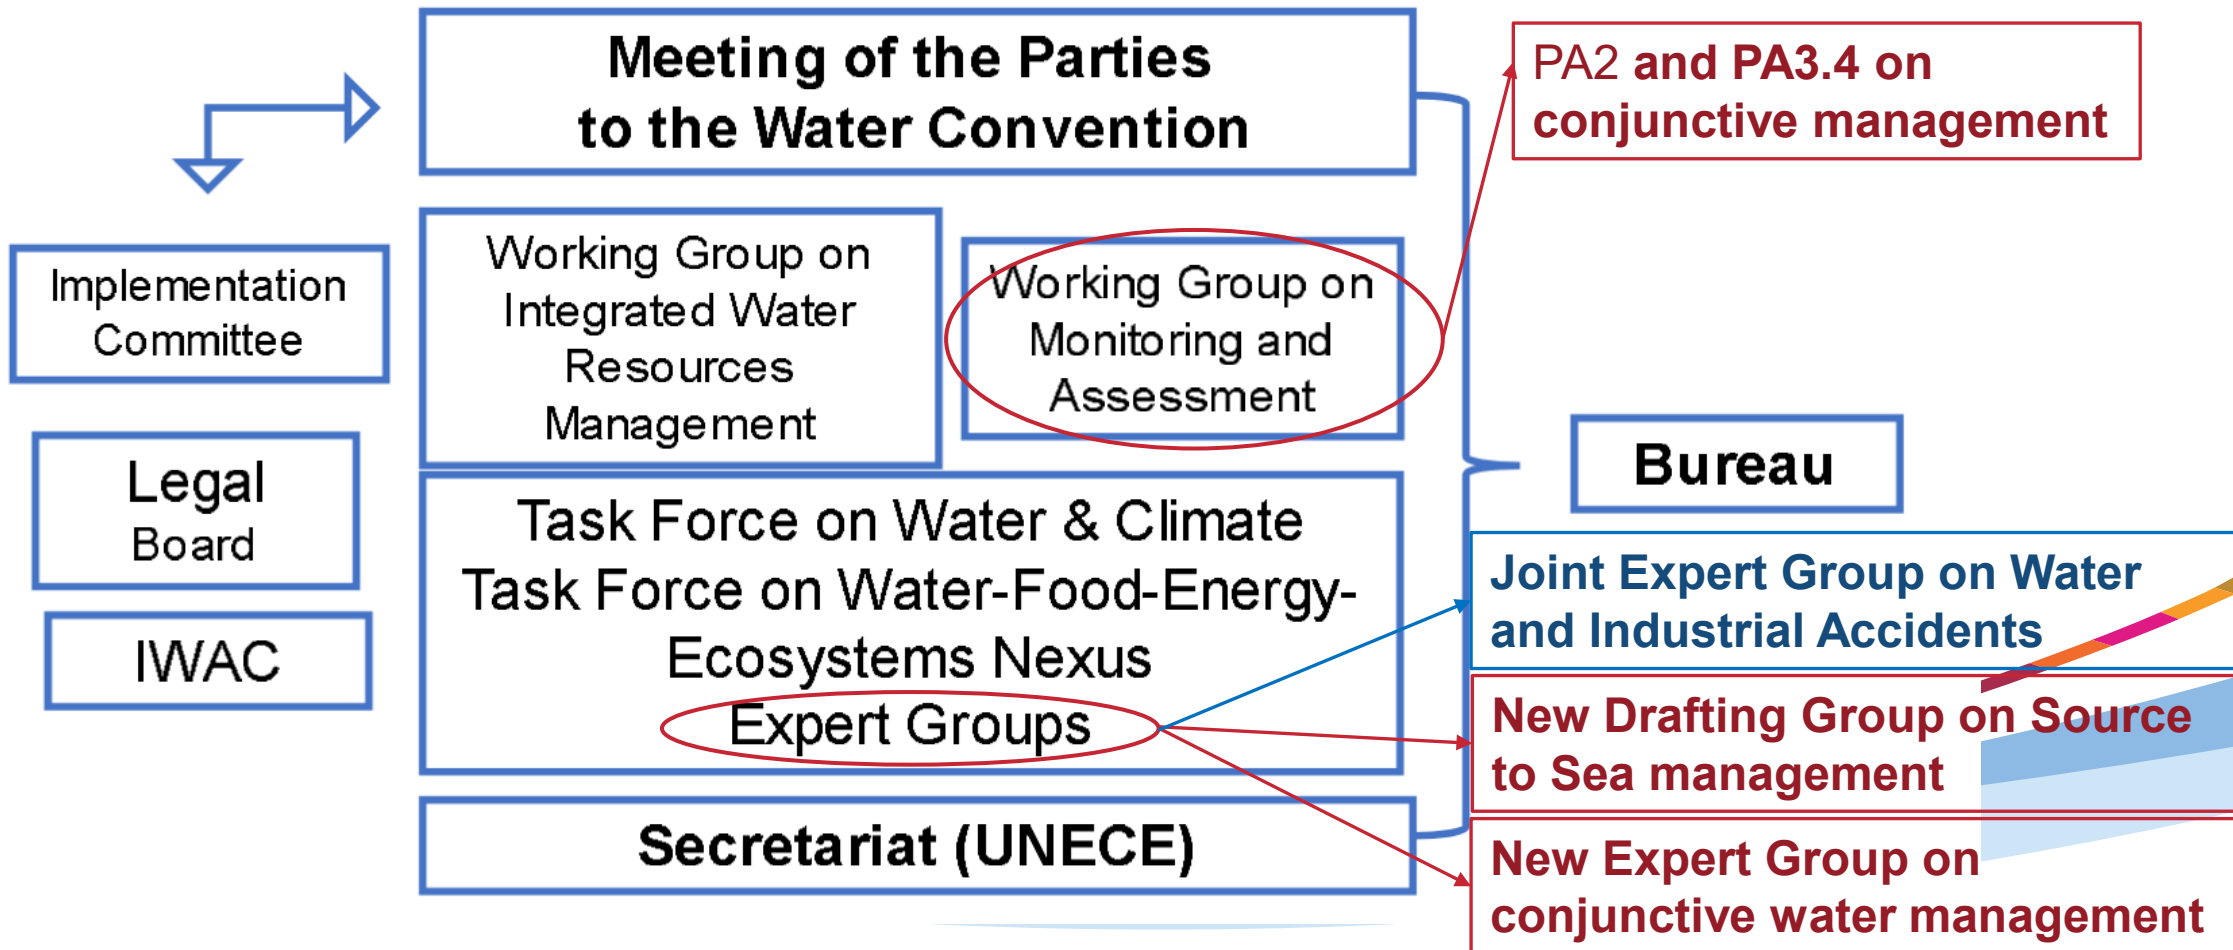 Meeting of the Parties
to the Water Convention
PA2 and PA3.4 on
conjunctive management
Implementation
Committee
Working Group on
Integrated Water
Resources
Management
Working Group on
Monitoring and
Assessment
Legal
Board
IWAC
Task Force on Water & Climate
Task Force on Water-Food-Energy-
Ecosystems Nexus
Expert Groups
Bureau
Joint Expert Group on Water
and Industrial Accidents
New Drafting Group on Source
to Sea management
New Expert Group on
conjunctive water management
Secretariat (UNECE)